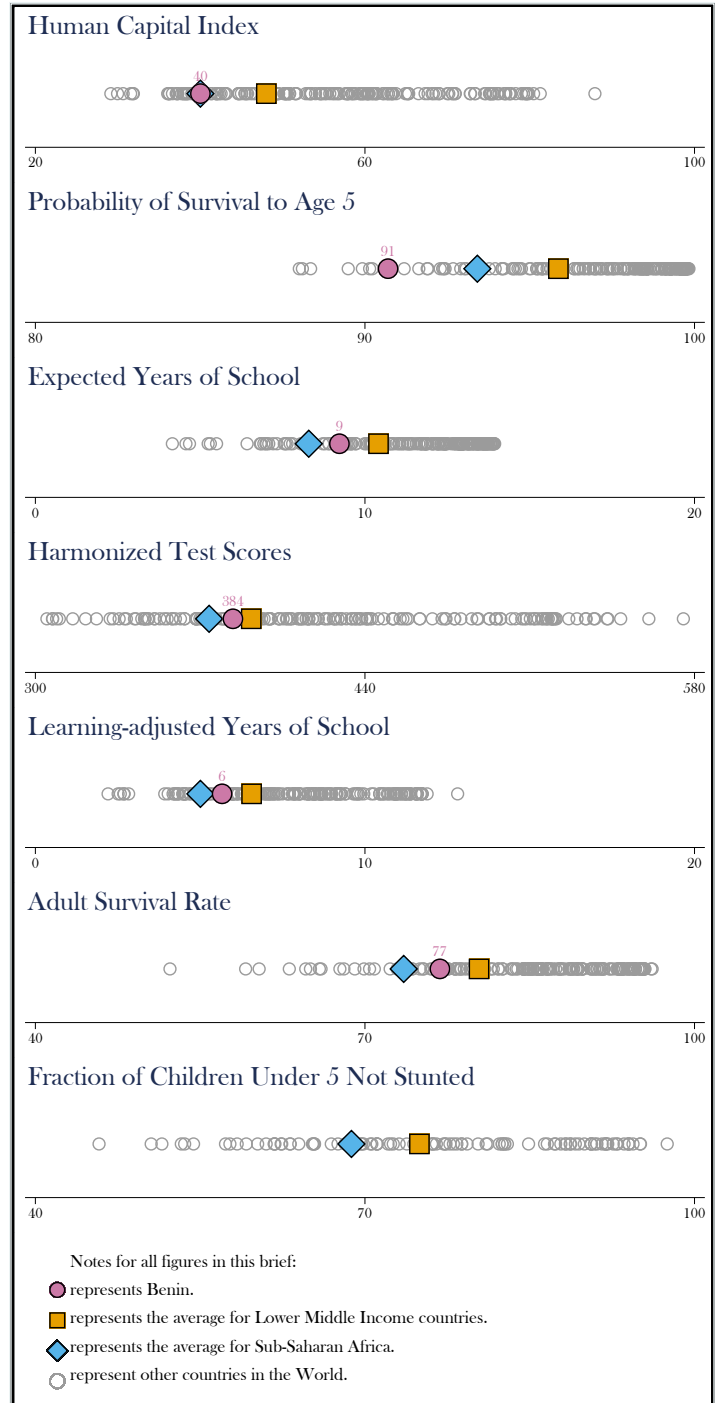 Human Capital Index
40
20 60 100
Probability of Survival to Age 5
91
80 90 100
Expected Years of School
9
0 10 20
Harmonized Test Scores
384
300 440 580
Learning-adjusted Years of School
6
0 10 20
Adult Survival Rate
77
40 70 100
Fraction of Children Under 5 Not Stunted
40 70 100
Notes for all figures in this brief:
represents Benin.
represents the average for Lower Middle Income countries.
represents the average for Sub-Saharan Africa.
represent other countries in the World.